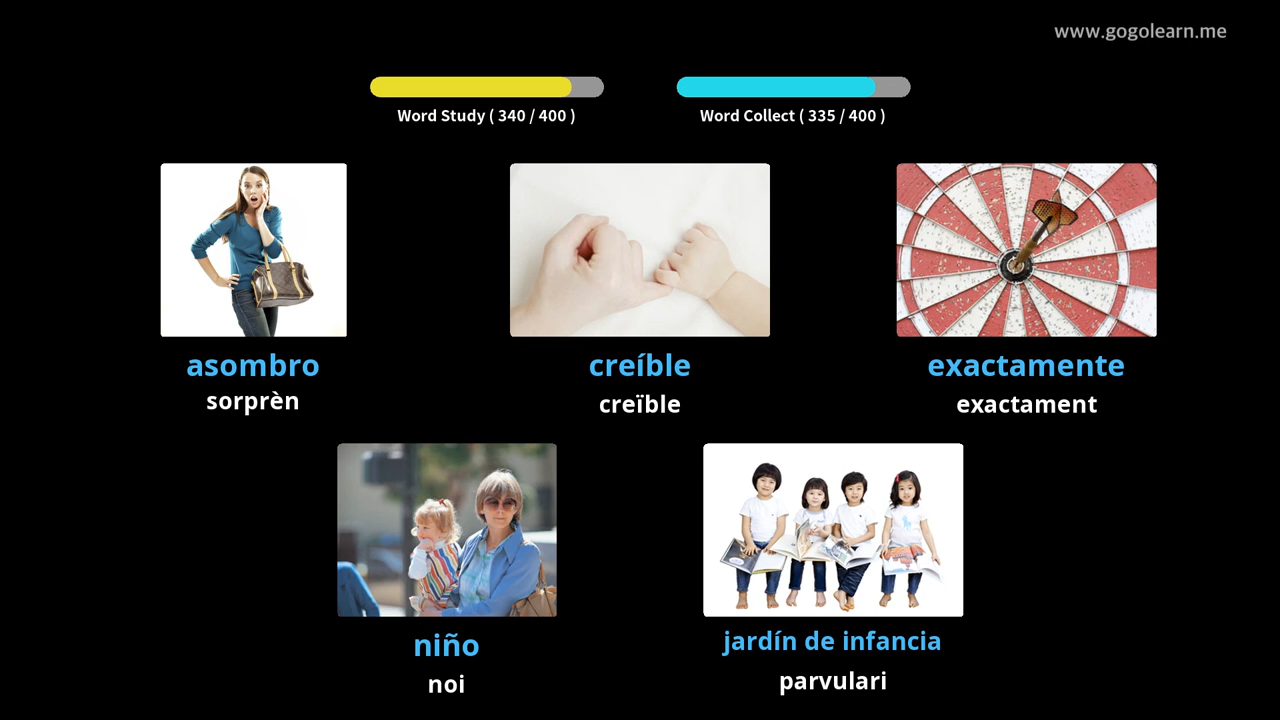 www.gogolearn.me
Word Study ( 340 / 400 )
Word Collect ( 335 / 400 )
asombro
sorprèn
creíble
creïble
exactamente
exactament
niño
noi
jardín de infancia
parvulari